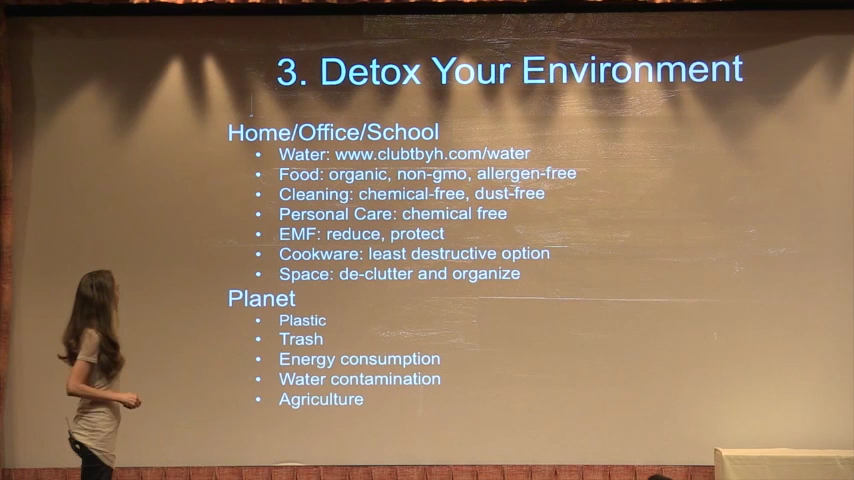 3. Detox Your Environment
Home/Office/School
• Water: www.clubtbyh.com/water
• Food: organic, non-gmo, allergen-free
• Cleaning: chemical-free, dust-free
• Personal Care: chemical free
• EMF: reduce, protect
• Cookware: least destructive option
• Space: de-clutter and organize
Planet
• Plastic
• Trash
• Energy consumption
• Water contamination
• Agriculture